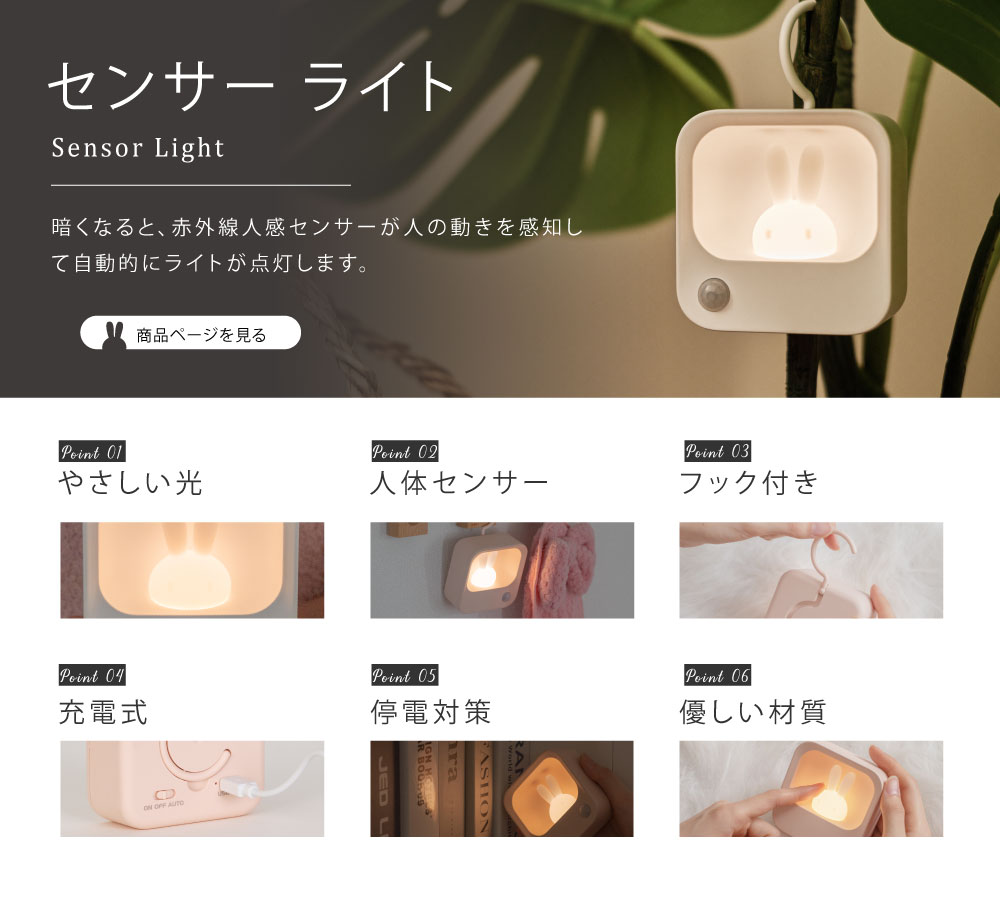 センサー ライト
Sensor Light
暗くなると、赤外線人感センサーが人の動きを感知し
て自動的にライトが点灯します。
商品ページを見る
Point 01
やさしい光
Point 02
人体センサー
Point 03
フック付き
Point 04
充電式
ON OFF AUTO
Point 05
停電対策
FASHION
Point 06
優しい材質